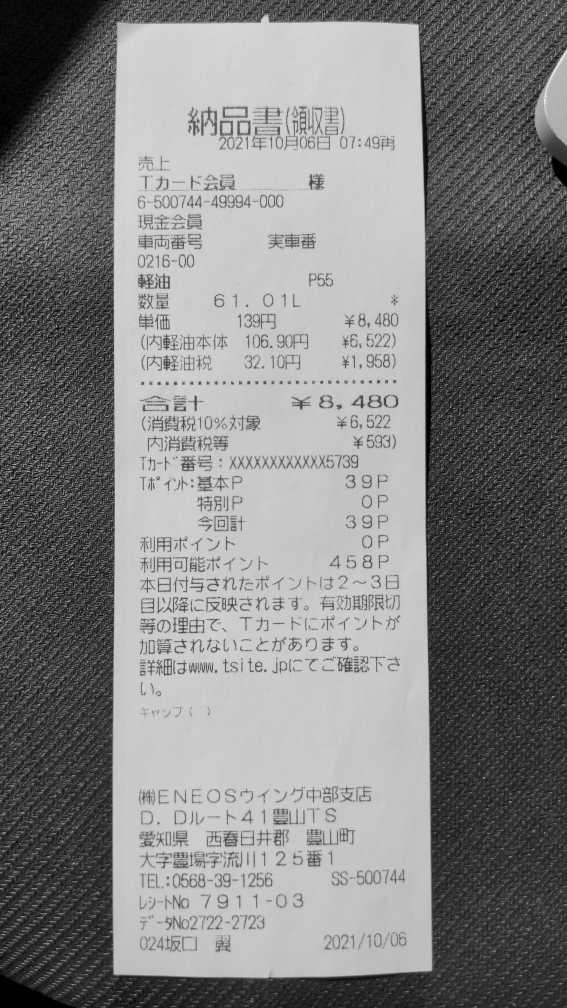 納品書(領収書)
2021年10月06日 07:49再
売上
Tカード会員 様
6-500744-49994-000
現金会員
車両番号 実車番
0216-00
軽油 P55
数量 61.01L *
単価 139円 ¥8,480
(内軽油本体 106.90円 ¥6,522)
(内軽油税 32.10円 ¥1,958)
合計 ¥8,480
(消費税10%対象 ¥6,522
内消費税等 ¥593)
Tカード番号:XXXXXXXXXXXX5739
Tポイント:基本P 39P
特別P 0P
今回計 39P
利用ポイント 0P
利用可能ポイント 458P
本日付与されたポイントは2〜3日
目以降に反映されます。有効期限切
等の理由で、Tカードにポイントが
加算されないことがあります。
詳細はwww.tsite.jpにてご確認下さ
い。
キャップ( )
㈱ENEOSウイング中部支店
D.Dルート41豊山TS
愛知県 西春日井郡 豊山町
大字豊場字流川125番1
TEL:0568-39-1256 SS-500744
レシートNo 7911-03
データNo2722-2723
024坂口 翼 2021/10/06